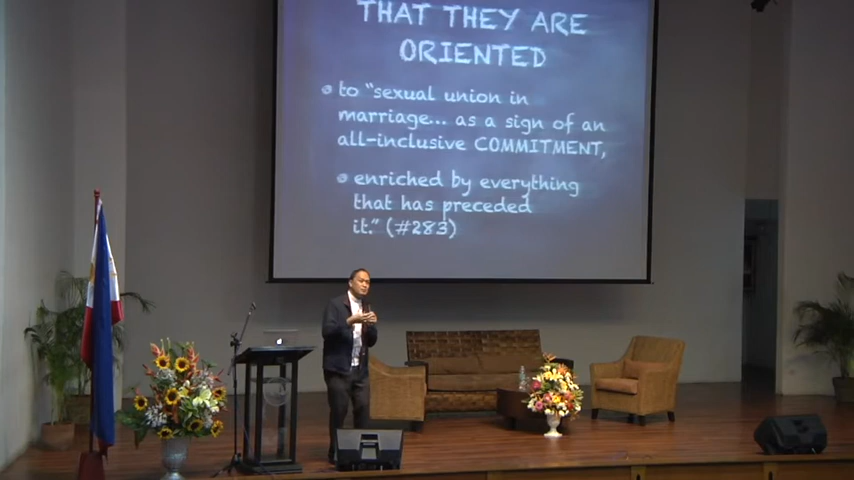 THAT THEY ARE
ORIENTED
to “sexual union in
marriage... as a sign of an
all-inclusive COMMITMENT,
enriched by everything
that has preceded
it.” (#283)